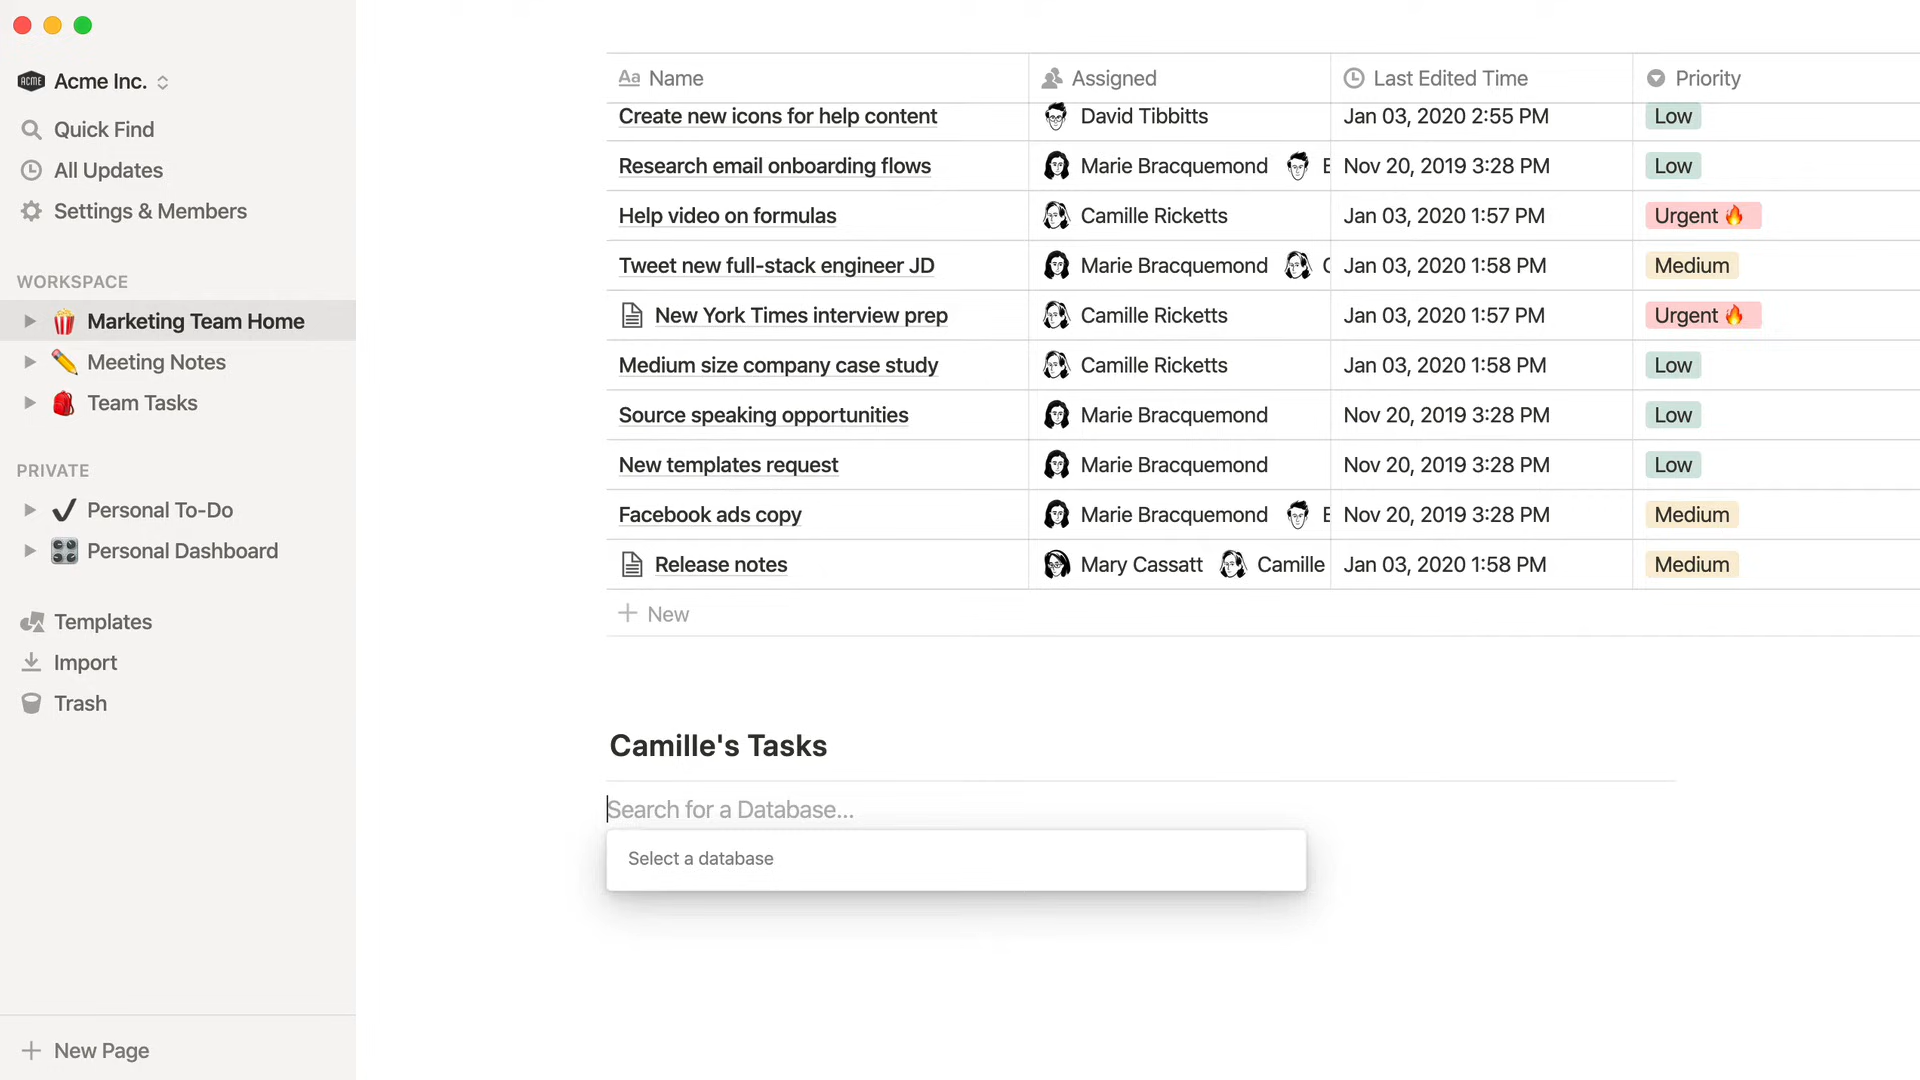 Acme Inc.
Quick Find
All Updates
Settings & Members
WORKSPACE
Marketing Team Home
Meeting Notes
Team Tasks
PRIVATE
Personal To-Do
Personal Dashboard
Templates
Import
Trash
New Page
Aa Name Assigned Last Edited Time Priority
Create new icons for help content David Tibbitts Jan 03, 2020 2:55 PM Low
Research email onboarding flows Marie Bracquemond Nov 20, 2019 3:28 PM Low
Help video on formulas Camille Ricketts Jan 03, 2020 1:57 PM Urgent 🔥
Tweet new full-stack engineer JD Marie Bracquemond Jan 03, 2020 1:58 PM Medium
New York Times interview prep Camille Ricketts Jan 03, 2020 1:57 PM Urgent 🔥
Medium size company case study Camille Ricketts Jan 03, 2020 1:58 PM Low
Source speaking opportunities Marie Bracquemond Nov 20, 2019 3:28 PM Low
New templates request Marie Bracquemond Nov 20, 2019 3:28 PM Low
Facebook ads copy Marie Bracquemond Nov 20, 2019 3:28 PM Medium
Release notes Mary Cassatt Camille Jan 03, 2020 1:58 PM Medium
+ New
Camille's Tasks
Search for a Database...
Select a database